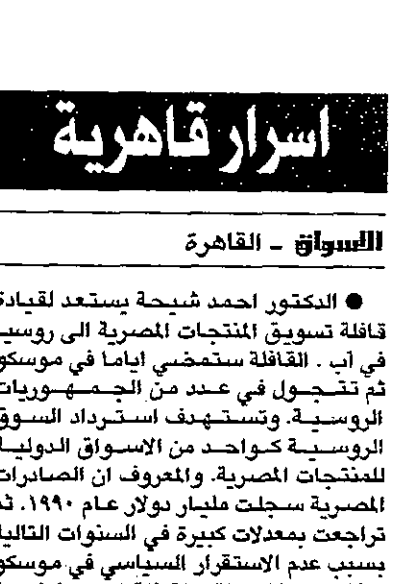 اسرار قاهرية
الاسواق - القاهرة
● الدكتور احمد شيحة يستعد لقيادة
قافلة تسويق المنتجات المصرية الى روسيا
في آب . القافلة ستمضي اياما في موسكو
ثم تتجول في عدد من الجمهوريات
الروسية. وتستهدف استرداد السوق
الروسية كواحد من الاسواق الدولية
للمنتجات المصرية. والمعروف ان الصادرات
المصرية سجلت مليار دولار عام ١٩٩٠. ثم
تراجعت بمعدلات كبيرة في السنوات التالية
بسبب عدم الاستقرار السياسي في موسكو